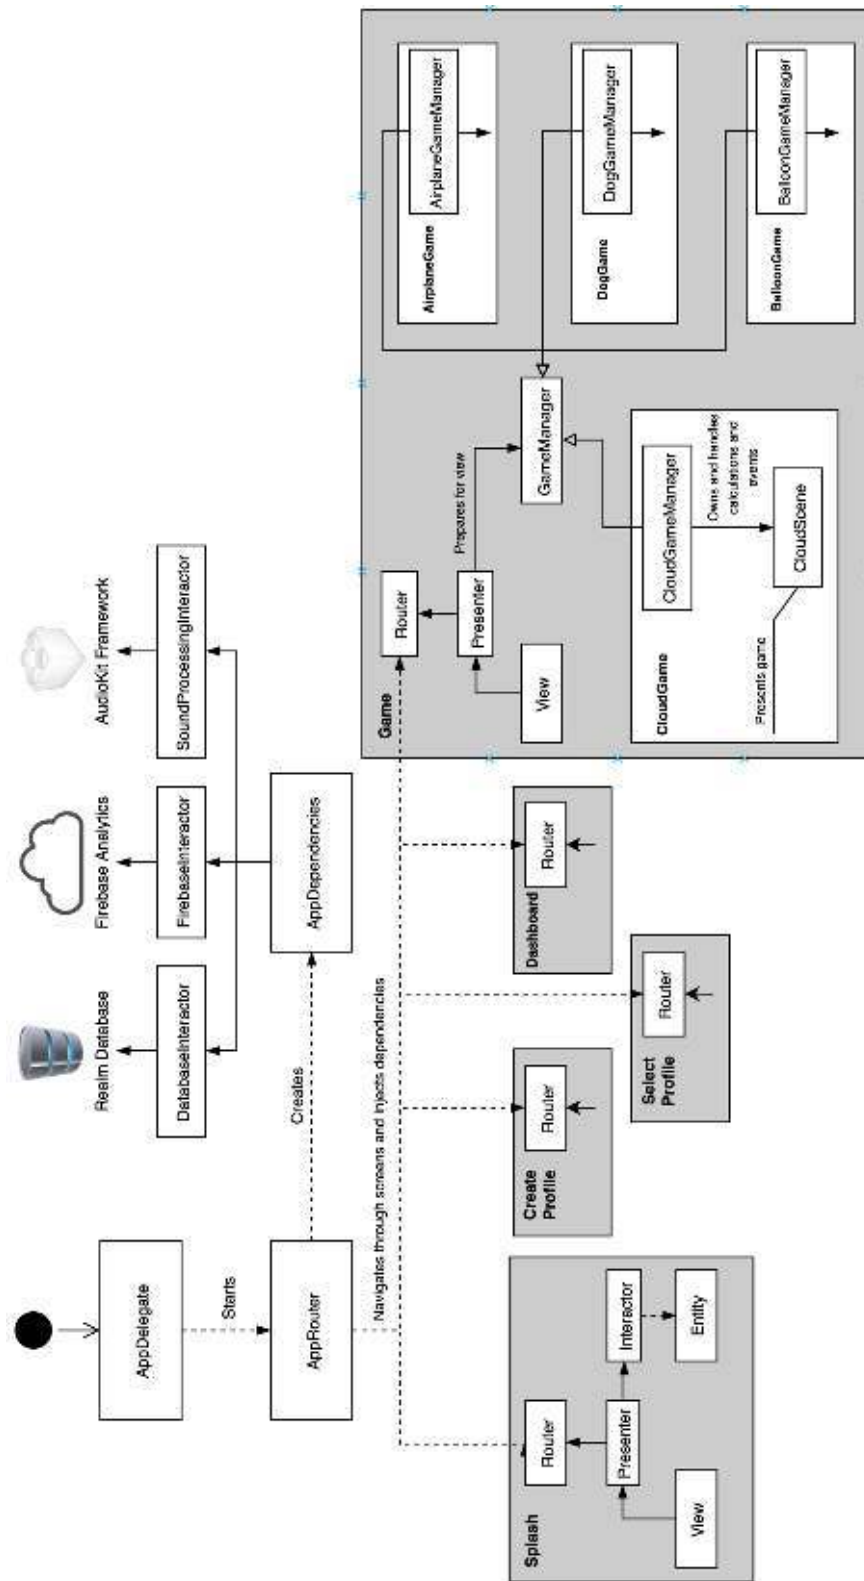 AppDelegate
Starts
AppRouter
Creates
AppDependencies
Realm Database
Firebase Analytics
AudioKit Framework
DatabaseInteractor
FirebaseInteractor
SoundProcessingInteractor
Navigates through screens and injects dependencies
Splash
Router
Presenter
Interactor
View
Entity
Create
Profile
Router
Select
Profile
Router
Dashboard
Router
Game
Router
Presenter
View
Prepares for view
GameManager
CloudGame
CloudGameManager
Owns and handles
calculations and
events
CloudScene
Presents game
AirplaneGame
AirplaneGameManager
DogGame
DogGameManager
BalloonGame
BalloonGameManager